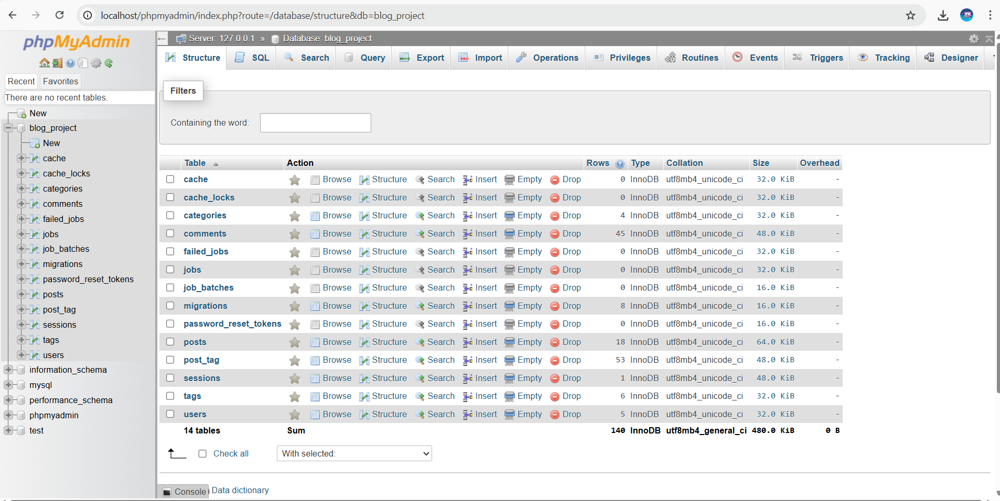 localhost/phpmyadmin/index.php?route=/database/structure&db=blog_project
phpMyAdmin
Recent Favorites
There are no recent tables.
New
blog_project
New
cache
cache_locks
categories
comments
failed_jobs
jobs
job_batches
migrations
password_reset_tokens
posts
post_tag
sessions
tags
users
information_schema
mysql
performance_schema
phpmyadmin
test
Server: 127.0.0.1 » Database: blog_project
Structure SQL Search Query Export Import Operations Privileges Routines Events Triggers Tracking Designer
Filters
Containing the word:
Table Action Rows Type Collation Size Overhead
cache Browse Structure Search Insert Empty Drop 0 InnoDB utf8mb4_unicode_ci 32.0 KiB -
cache_locks Browse Structure Search Insert Empty Drop 0 InnoDB utf8mb4_unicode_ci 32.0 KiB -
categories Browse Structure Search Insert Empty Drop 4 InnoDB utf8mb4_unicode_ci 32.0 KiB -
comments Browse Structure Search Insert Empty Drop 45 InnoDB utf8mb4_unicode_ci 48.0 KiB -
failed_jobs Browse Structure Search Insert Empty Drop 0 InnoDB utf8mb4_unicode_ci 32.0 KiB -
jobs Browse Structure Search Insert Empty Drop 0 InnoDB utf8mb4_unicode_ci 32.0 KiB -
job_batches Browse Structure Search Insert Empty Drop 0 InnoDB utf8mb4_unicode_ci 16.0 KiB -
migrations Browse Structure Search Insert Empty Drop 8 InnoDB utf8mb4_unicode_ci 16.0 KiB -
password_reset_tokens Browse Structure Search Insert Empty Drop 0 InnoDB utf8mb4_unicode_ci 16.0 KiB -
posts Browse Structure Search Insert Empty Drop 18 InnoDB utf8mb4_unicode_ci 64.0 KiB -
post_tag Browse Structure Search Insert Empty Drop 53 InnoDB utf8mb4_unicode_ci 48.0 KiB -
sessions Browse Structure Search Insert Empty Drop 1 InnoDB utf8mb4_unicode_ci 48.0 KiB -
tags Browse Structure Search Insert Empty Drop 6 InnoDB utf8mb4_unicode_ci 32.0 KiB -
users Browse Structure Search Insert Empty Drop 5 InnoDB utf8mb4_unicode_ci 32.0 KiB -
14 tables Sum 140 InnoDB utf8mb4_general_ci 480.0 KiB 0 B
Check all With selected:
Console Data dictionary